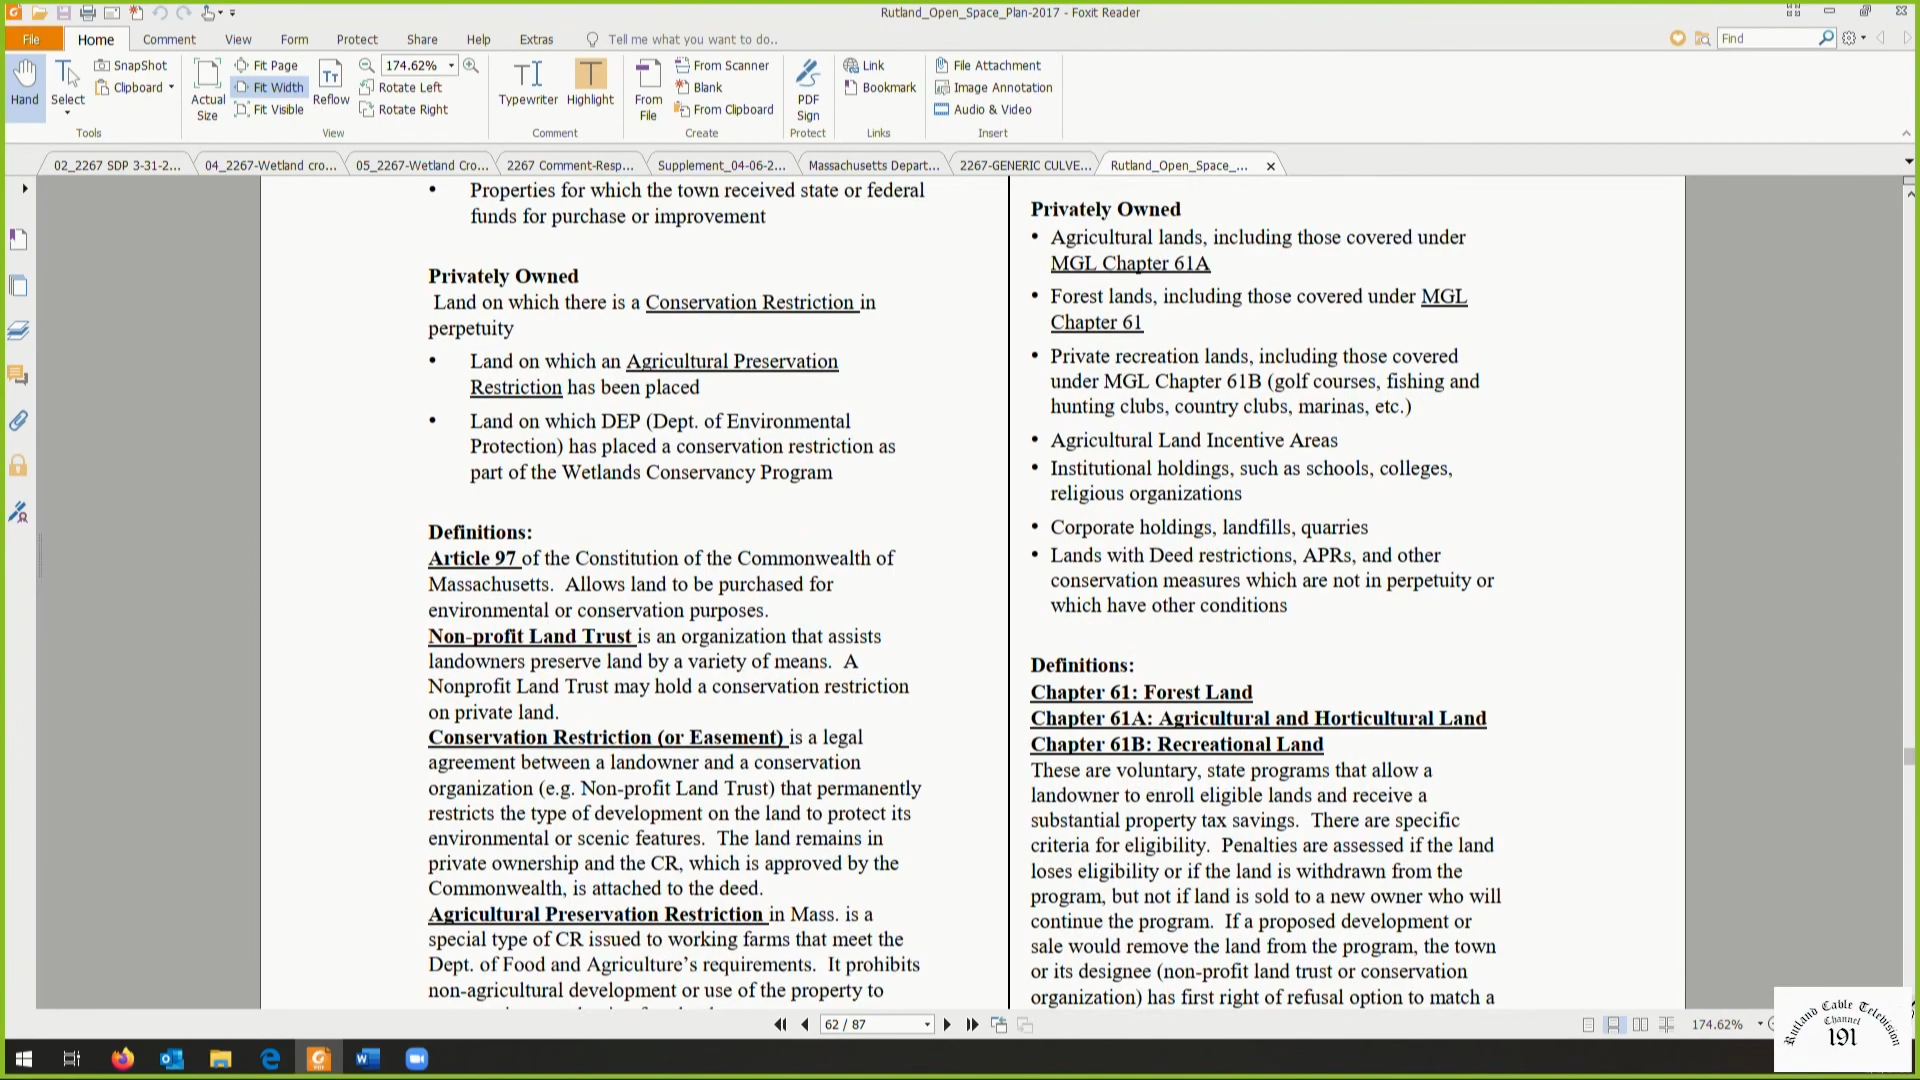 Rutland_Open_Space_Plan-2017 - Foxit Reader
File
Home
Comment
View
Form
Protect
Share
Help
Extras
Tell me what you want to do..
Find
Hand
Select
SnapShot
Clipboard
Tools
Actual
Size
Fit Page
Fit Width
Fit Visible
Reflow
174.62%
Rotate Left
Rotate Right
View
Typewriter
Highlight
Comment
From
File
From Scanner
Blank
From Clipboard
Create
PDF
Sign
Protect
Link
Bookmark
Links
File Attachment
Image Annotation
Audio & Video
Insert
02_2267 SDP 3-31-2...
04_2267-Wetland cro...
05_2267-Wetland Cro...
2267 Comment-Resp...
Supplement_04-06-2...
Massachusetts Depart...
2267-GENERIC CULVE...
Rutland_Open_Space_...
• Properties for which the town received state or federal
funds for purchase or improvement
Privately Owned
Land on which there is a Conservation Restriction in
perpetuity
• Land on which an Agricultural Preservation
Restriction has been placed
• Land on which DEP (Dept. of Environmental
Protection) has placed a conservation restriction as
part of the Wetlands Conservancy Program
Definitions:
Article 97 of the Constitution of the Commonwealth of
Massachusetts. Allows land to be purchased for
environmental or conservation purposes.
Non-profit Land Trust is an organization that assists
landowners preserve land by a variety of means. A
Nonprofit Land Trust may hold a conservation restriction
on private land.
Conservation Restriction (or Easement) is a legal
agreement between a landowner and a conservation
organization (e.g. Non-profit Land Trust) that permanently
restricts the type of development on the land to protect its
environmental or scenic features. The land remains in
private ownership and the CR, which is approved by the
Commonwealth, is attached to the deed.
Agricultural Preservation Restriction in Mass. is a
special type of CR issued to working farms that meet the
Dept. of Food and Agriculture's requirements. It prohibits
non-agricultural development or use of the property to
Privately Owned
• Agricultural lands, including those covered under
MGL Chapter 61A
• Forest lands, including those covered under MGL
Chapter 61
• Private recreation lands, including those covered
under MGL Chapter 61B (golf courses, fishing and
hunting clubs, country clubs, marinas, etc.)
• Agricultural Land Incentive Areas
• Institutional holdings, such as schools, colleges,
religious organizations
• Corporate holdings, landfills, quarries
• Lands with Deed restrictions, APRs, and other
conservation measures which are not in perpetuity or
which have other conditions
Definitions:
Chapter 61: Forest Land
Chapter 61A: Agricultural and Horticultural Land
Chapter 61B: Recreational Land
These are voluntary, state programs that allow a
landowner to enroll eligible lands and receive a
substantial property tax savings. There are specific
criteria for eligibility. Penalties are assessed if the land
loses eligibility or if the land is withdrawn from the
program, but not if land is sold to a new owner who will
continue the program. If a proposed development or
sale would remove the land from the program, the town
or its designee (non-profit land trust or conservation
organization) has first right of refusal option to match a
62 / 87
174.62%
Rutland Cable Television
Channel
191